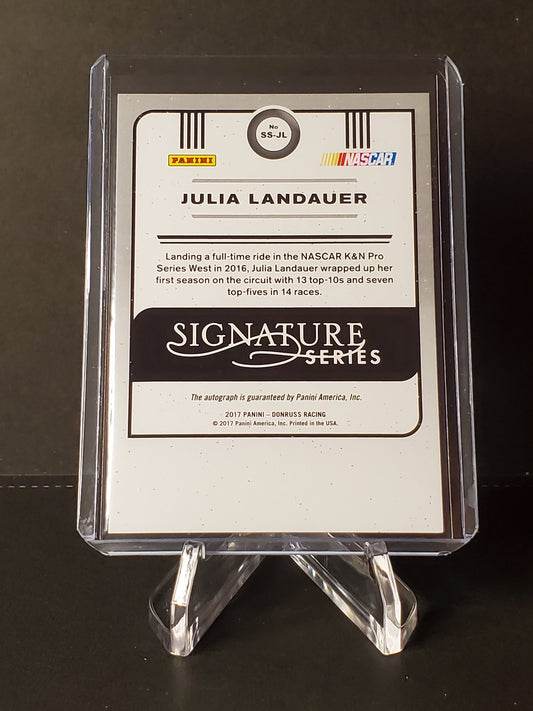 No
SS-JL
PANINI
NASCAR
JULIA LANDAUER
Landing a full-time ride in the NASCAR K&N Pro
Series West in 2016, Julia Landauer wrapped up her
first season on the circuit with 13 top-10s and seven
top-fives in 14 races.
SIGNATURE
SERIES
The autograph is guaranteed by Panini America, Inc.
2017 PANINI - DONRUSS RACING
© 2017 Panini America, Inc. Printed in the USA.